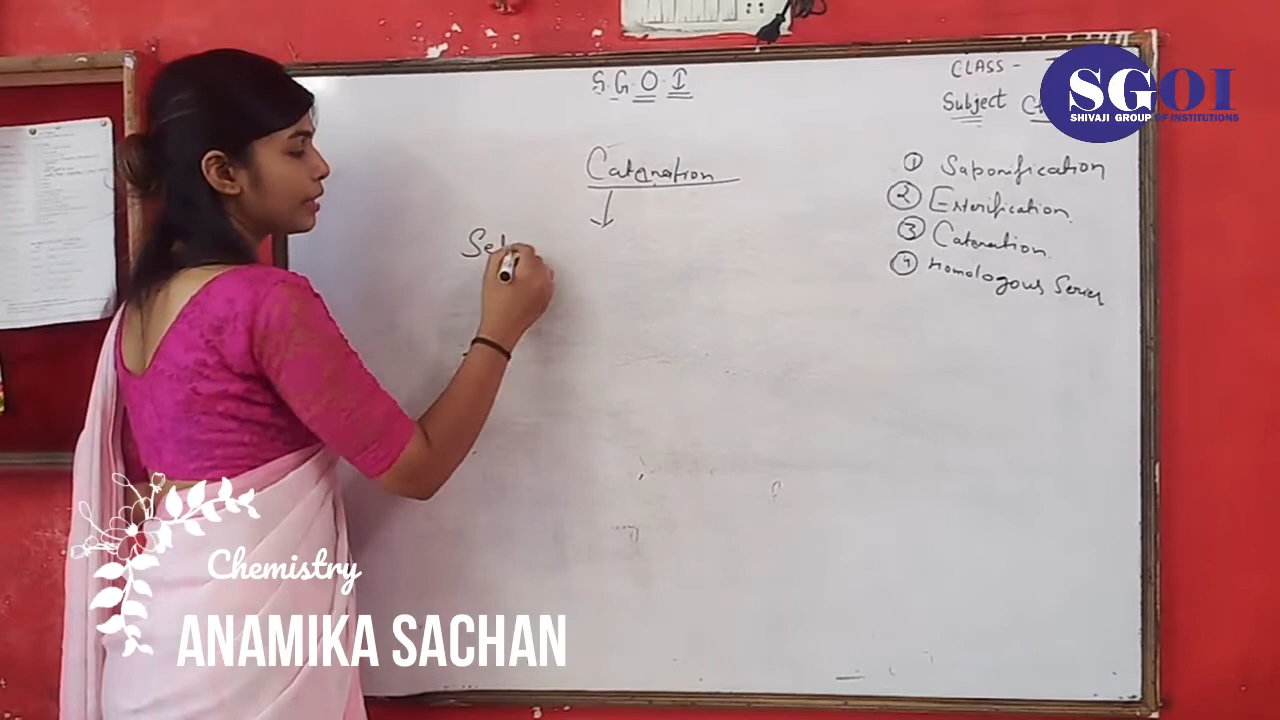 S.G.O.I
CLASS -
Subject
SGOI
SHIVAJI GROUP OF INSTITUTIONS
Catenation
① Saponification
② Esterification
③ Catenation
④ Homologous Series
Sel
Chemistry
ANAMIKA SACHAN